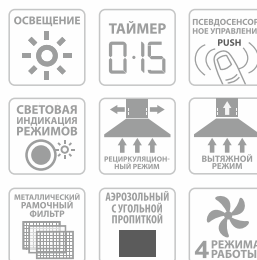 ОСВЕЩЕНИЕ
ТАЙМЕР
0:15
ПСЕВДОСЕНСОР
НОЕ УПРАВЛЕНИ
PUSH
СВЕТОВАЯ
ИНДИКАЦИЯ
РЕЖИМОВ
РЕЦИРКУЛЯЦИОН-
НЫЙ РЕЖИМ
ВЫТЯЖНОЙ
РЕЖИМ
МЕТАЛЛИЧЕСКИЙ
РАМОЧНЫЙ
ФИЛЬТР
АЭРОЗОЛЬНЫЙ
С УГОЛЬНОЙ
ПРОПИТКОЙ
4 РЕЖИМА
РАБОТЫ